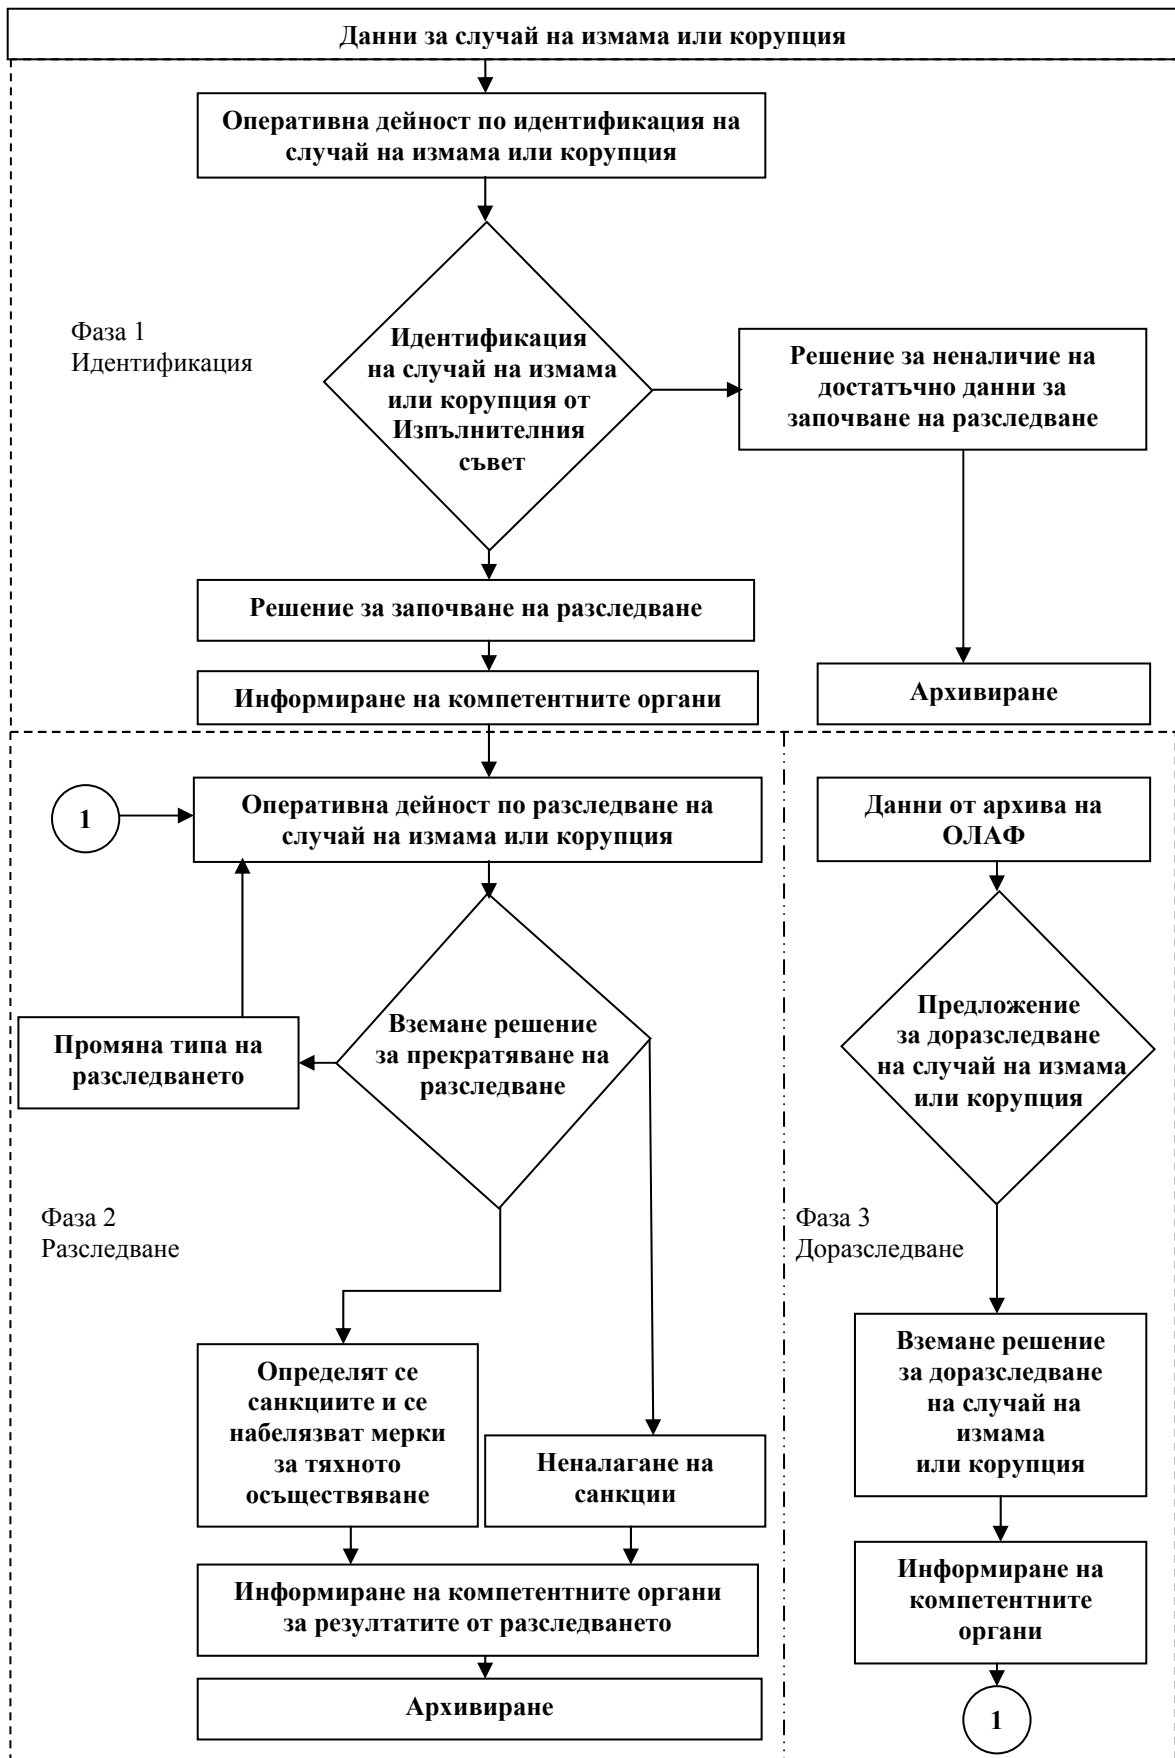 Данни за случай на измама или корупция
Оперативна дейност по идентификация на
случай на измама или корупция
Фаза 1
Идентификация
Идентификация
на случай на измама
или корупция от
Изпълнителния
съвет
Решение за неналичие на
достатъчно данни за
започване на разследване
Решение за започване на разследване
Информиране на компетентните органи
Архивиране
1
Оперативна дейност по разследване на
случай на измама или корупция
Данни от архива на
ОЛАФ
Промяна типа на
разследването
Вземане решение
за прекратяване на
разследване
Предложение
за доразследване
на случай на измама
или корупция
Фаза 2
Разследване
Фаза 3
Доразследване
Определят се
санкциите и се
набелязват мерки
за тяхното
осъществяване
Неналагане на
санкции
Вземане решение
за доразследване
на случай на
измама
или корупция
Информиране на компетентните органи
за резултатите от разследването
Информиране на
компетентните
органи
Архивиране
1